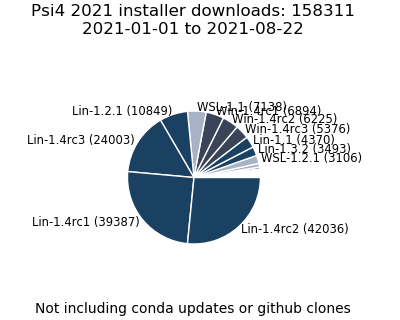 Psi4 2021 installer downloads: 158311
2021-01-01 to 2021-08-22
WSL-1.1 (7138)
Lin-1.2.1 (10849)
Win-1.4rc1 (6894)
Win-1.4rc2 (6225)
Win-1.4rc3 (5376)
Lin-1.4rc3 (24003)
Lin-1.1 (4370)
Lin-1.3.2 (3493)
WSL-1.2.1 (3106)
Lin-1.4rc1 (39387)
Lin-1.4rc2 (42036)
Not including conda updates or github clones